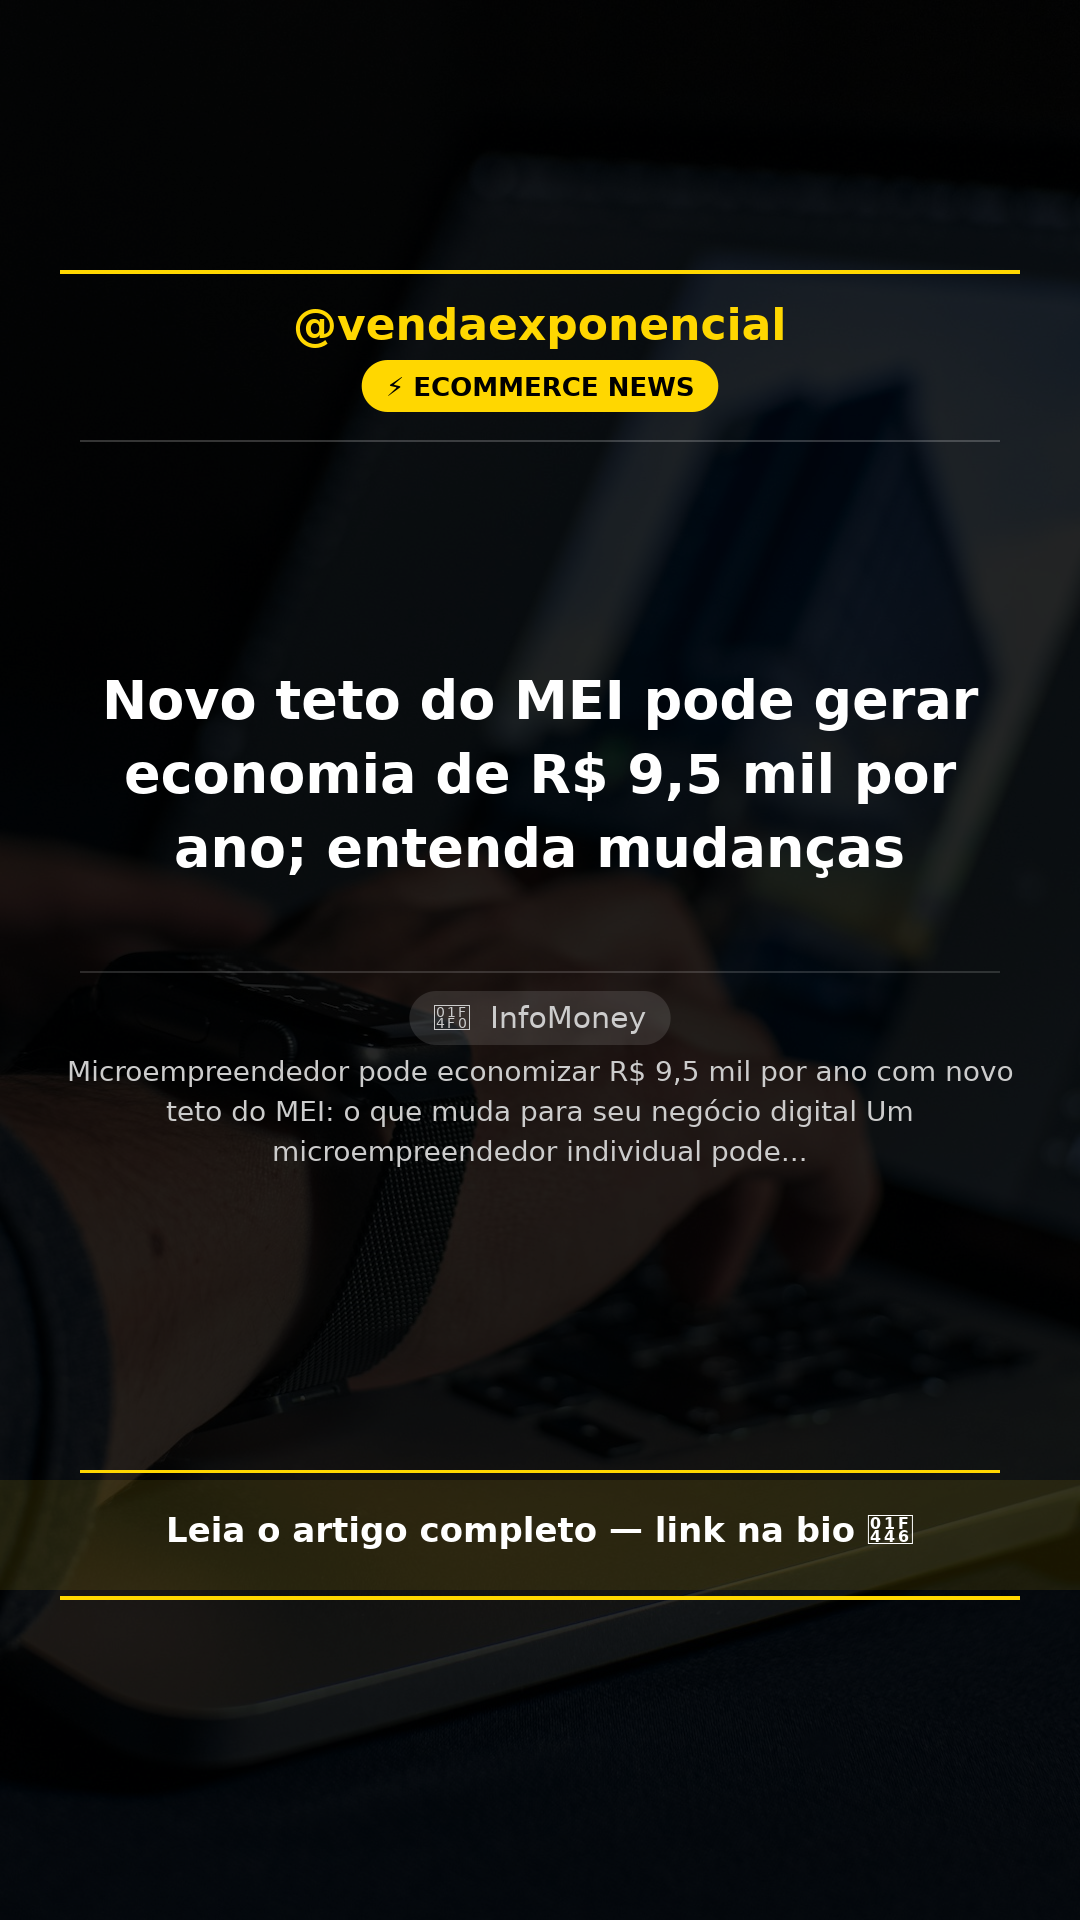 @vendaexponencial
⚡ ECOMMERCE NEWS
Novo teto do MEI pode gerar
economia de R$ 9,5 mil por
ano; entenda mudanças
InfoMoney
Microempreendedor pode economizar R$ 9,5 mil por ano com novo
teto do MEI: o que muda para seu negócio digital Um
microempreendedor individual pode...
Leia o artigo completo — link na bio